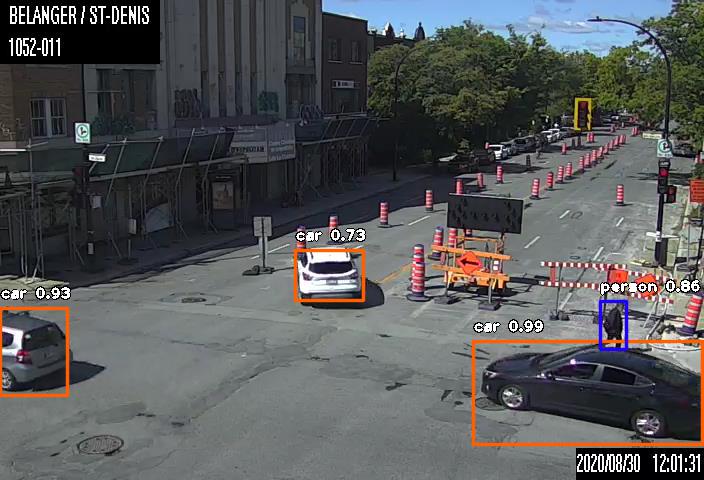 BELANGER / ST-DENIS
1052-011
car 0.73
person 0.86
car 0.93
car 0.99
2020/08/30 12:01:31